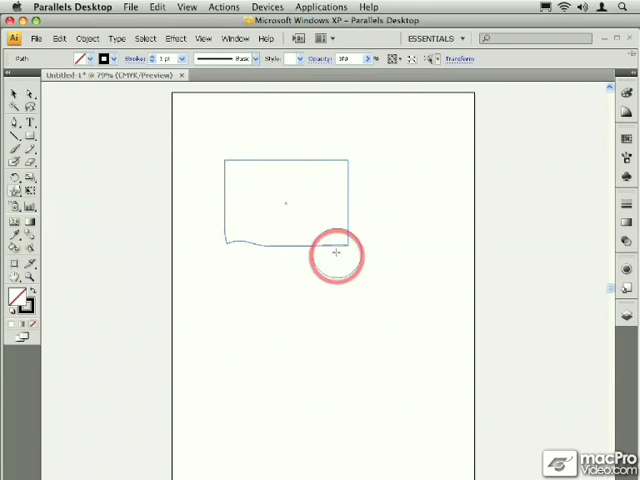 Parallels Desktop File Edit View Actions Devices Applications Help
Microsoft Windows XP – Parallels Desktop
Ai File Edit Object Type Select Effect View Window Help Br ESSENTIALS
Path Stroke: 1 pt Basic Style: Opacity: Transform
Untitled-1* @ 79% (CMYK/Preview)
T
macPro
Video.com